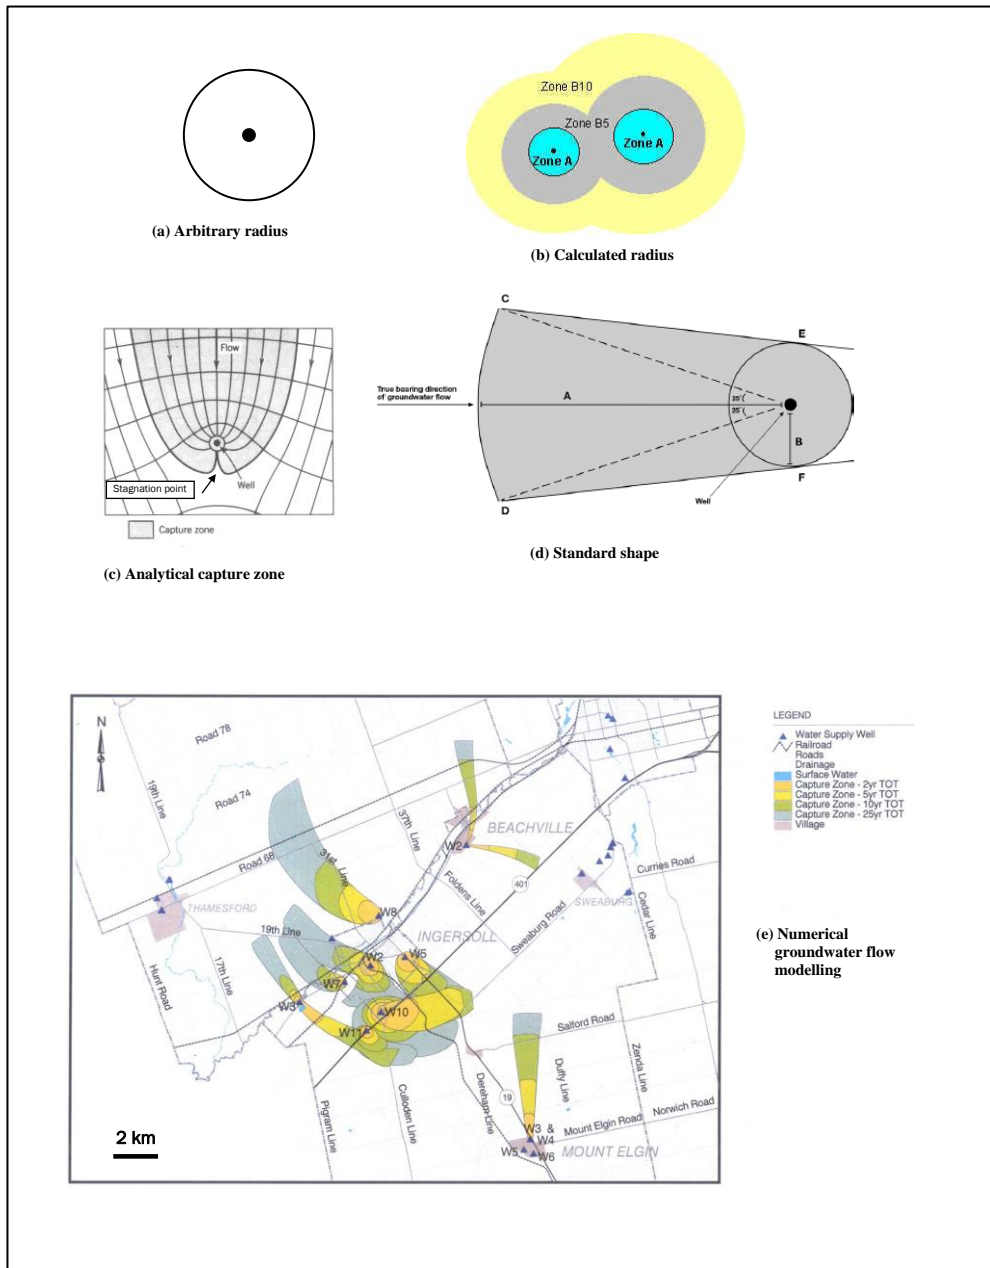 (a) Arbitrary radius
Zone B10
Zone B5
Zone A
Zone A
(b) Calculated radius
Flow
Well
Stagnation point
Capture zone
(c) Analytical capture zone
C
E
True bearing direction
of groundwater flow
A
25
25
B
F
D
Well
(d) Standard shape
N
Road 78
19th Line
Road 74
37th Line
31st Line
Road 68
BEACHVILLE
W2
401
Foldens Line
Curries Road
THAMESFORD
SWEABURG
Cedar Line
W8
19th Line
INGERSOLL
Sweaburg Road
W2
W5
17th Line
Hunt Road
W7
W3
W10
W11
Salford Road
Culloden Line
Dereham Line
Duffy Line
Zenda Line
Pigram Line
19
Norwich Road
Mount Elgin Road
W3 &
W4
W5
W6
MOUNT ELGIN
2 km
LEGEND
Water Supply Well
Railroad
Roads
Drainage
Surface Water
Capture Zone - 2yr TOT
Capture Zone - 5yr TOT
Capture Zone - 10yr TOT
Capture Zone - 25yr TOT
Village
(e) Numerical
groundwater flow
modelling